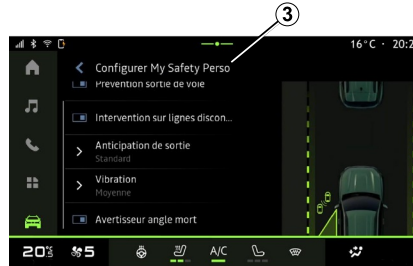 3
16°C · 20:2
Configurer My Safety Perso
Prévention sortie de voie
Intervention sur lignes discon...
Anticipation de sortie
Standard
Vibration
Moyenne
Avertisseur angle mort
20°5
5
A/C